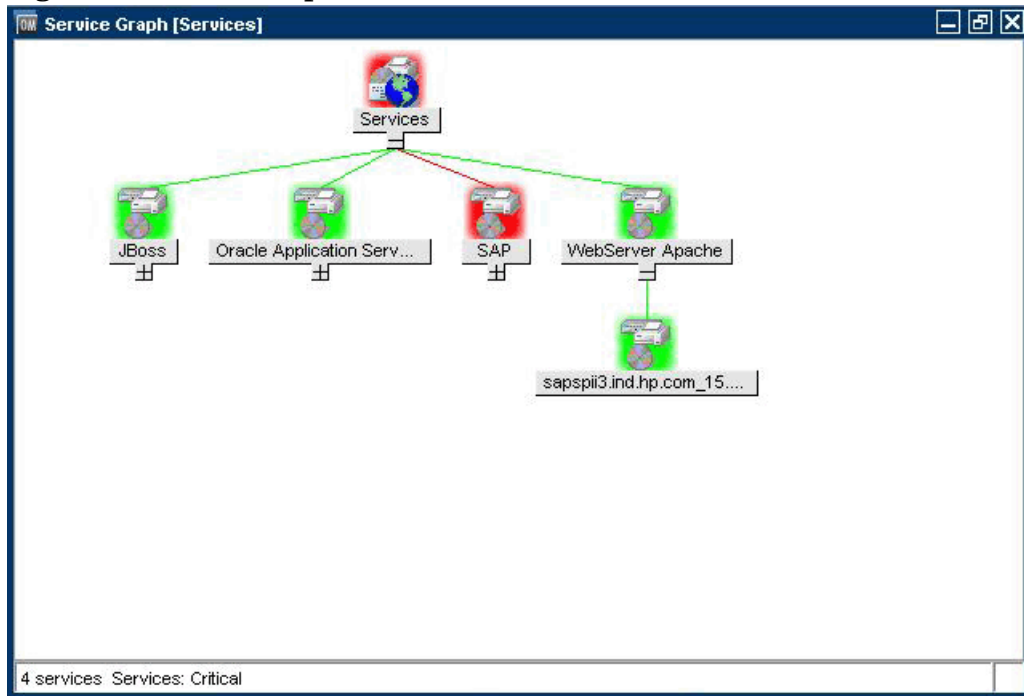 OM Service Graph [Services]
Services
JBoss
Oracle Application Serv...
SAP
WebServer Apache
sapspii3.ind.hp.com_15....
4 services Services: Critical